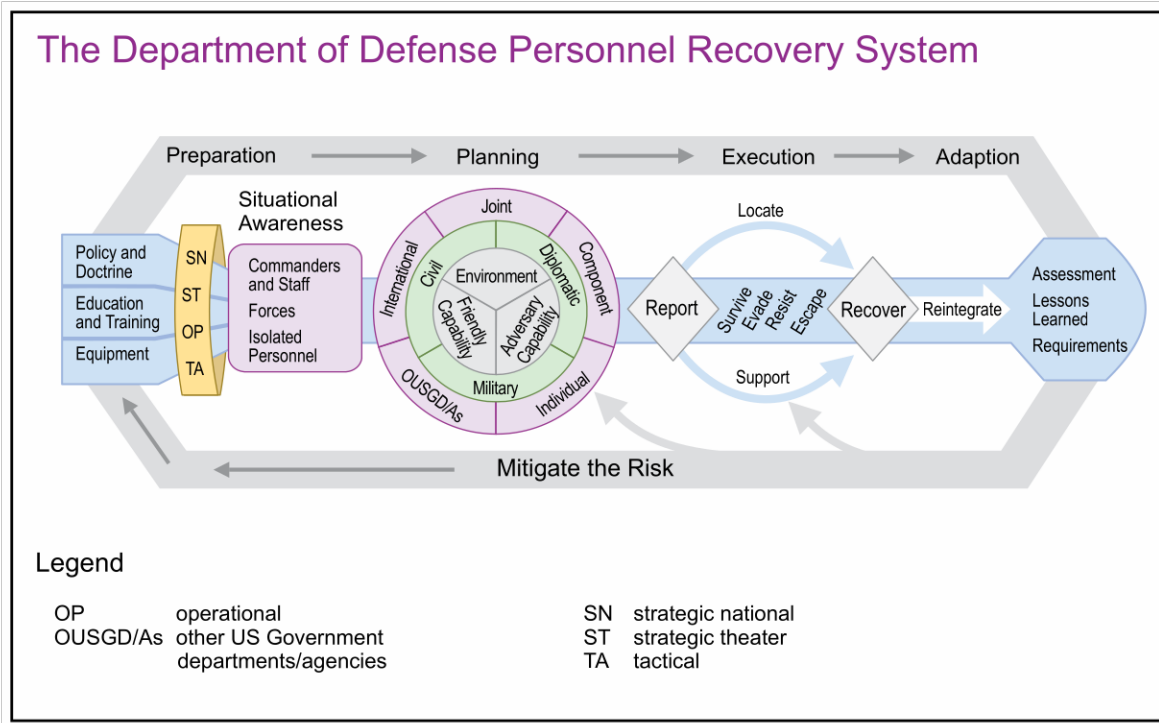 The Department of Defense Personnel Recovery System
Preparation
Planning
Execution
Adaption
Situational
Awareness
Policy and
Doctrine
Education
and Training
Equipment
SN
ST
OP
TA
Commanders
and Staff
Forces
Isolated
Personnel
Joint
Component
Individual
OUSGD/As
International
Civil
Diplomatic
Military
Environment
Friendly
Capability
Adversary
Capability
Report
Locate
Survive
Evade
Resist
Escape
Support
Recover
Reintegrate
Assessment
Lessons
Learned
Requirements
Mitigate the Risk
Legend
OP operational
OUSGD/As other US Government
departments/agencies
SN strategic national
ST strategic theater
TA tactical